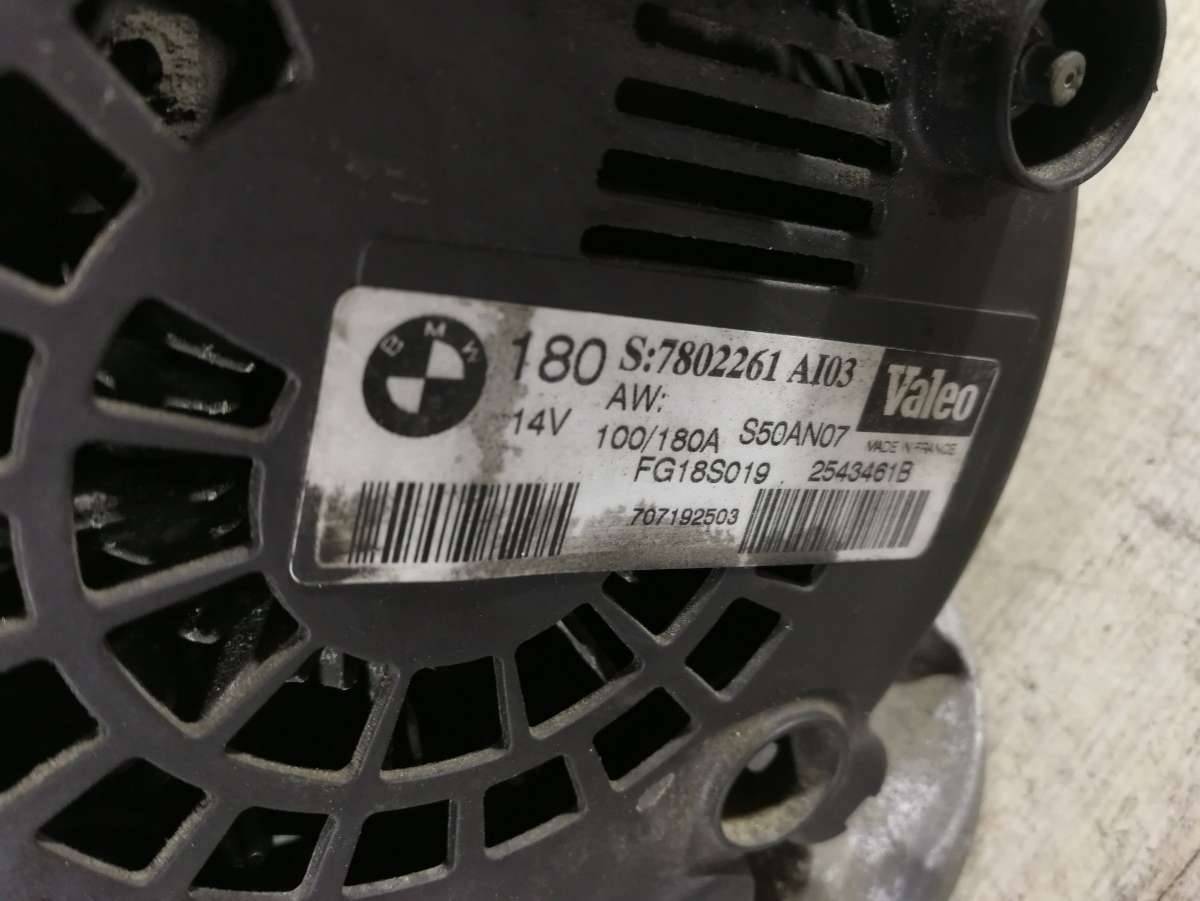 BMW
180 S:7802261 AI03 Valeo
AW:
14V 100/180A S50AN07 MADE IN FRANCE
FG18S019 2543461B
707192503